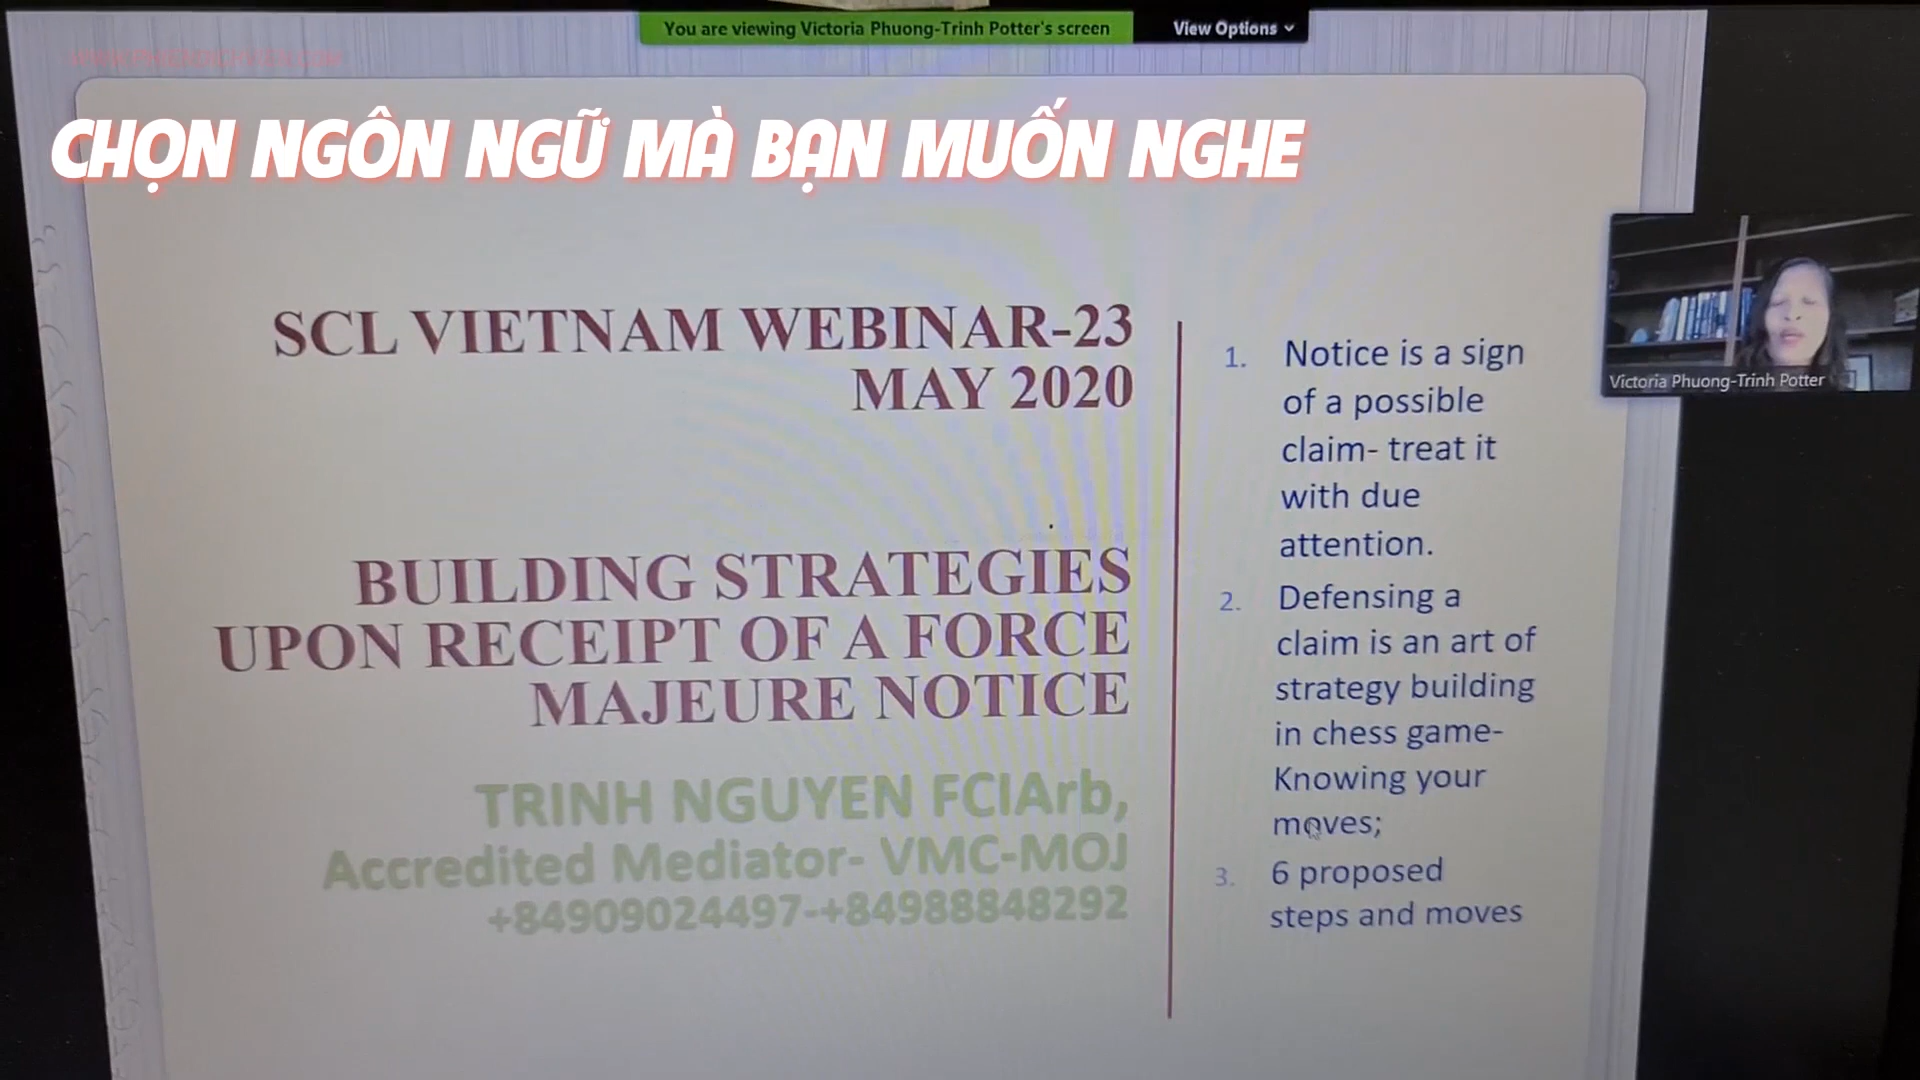 You are viewing Victoria Phuong-Trinh Potter's screen
View Options
CHỌN NGÔN NGỮ MÀ BẠN MUỐN NGHE
SCL VIETNAM WEBINAR-23
MAY 2020
BUILDING STRATEGIES
UPON RECEIPT OF A FORCE
MAJEURE NOTICE
TRINH NGUYEN FCIArb,
Accredited Mediator- VMC-MOJ
+84909024497-+84988848292
1. Notice is a sign
of a possible
claim- treat it
with due
attention.
2. Defensing a
claim is an art of
strategy building
in chess game-
Knowing your
moves;
3. 6 proposed
steps and moves
Victoria Phuong-Trinh Potter